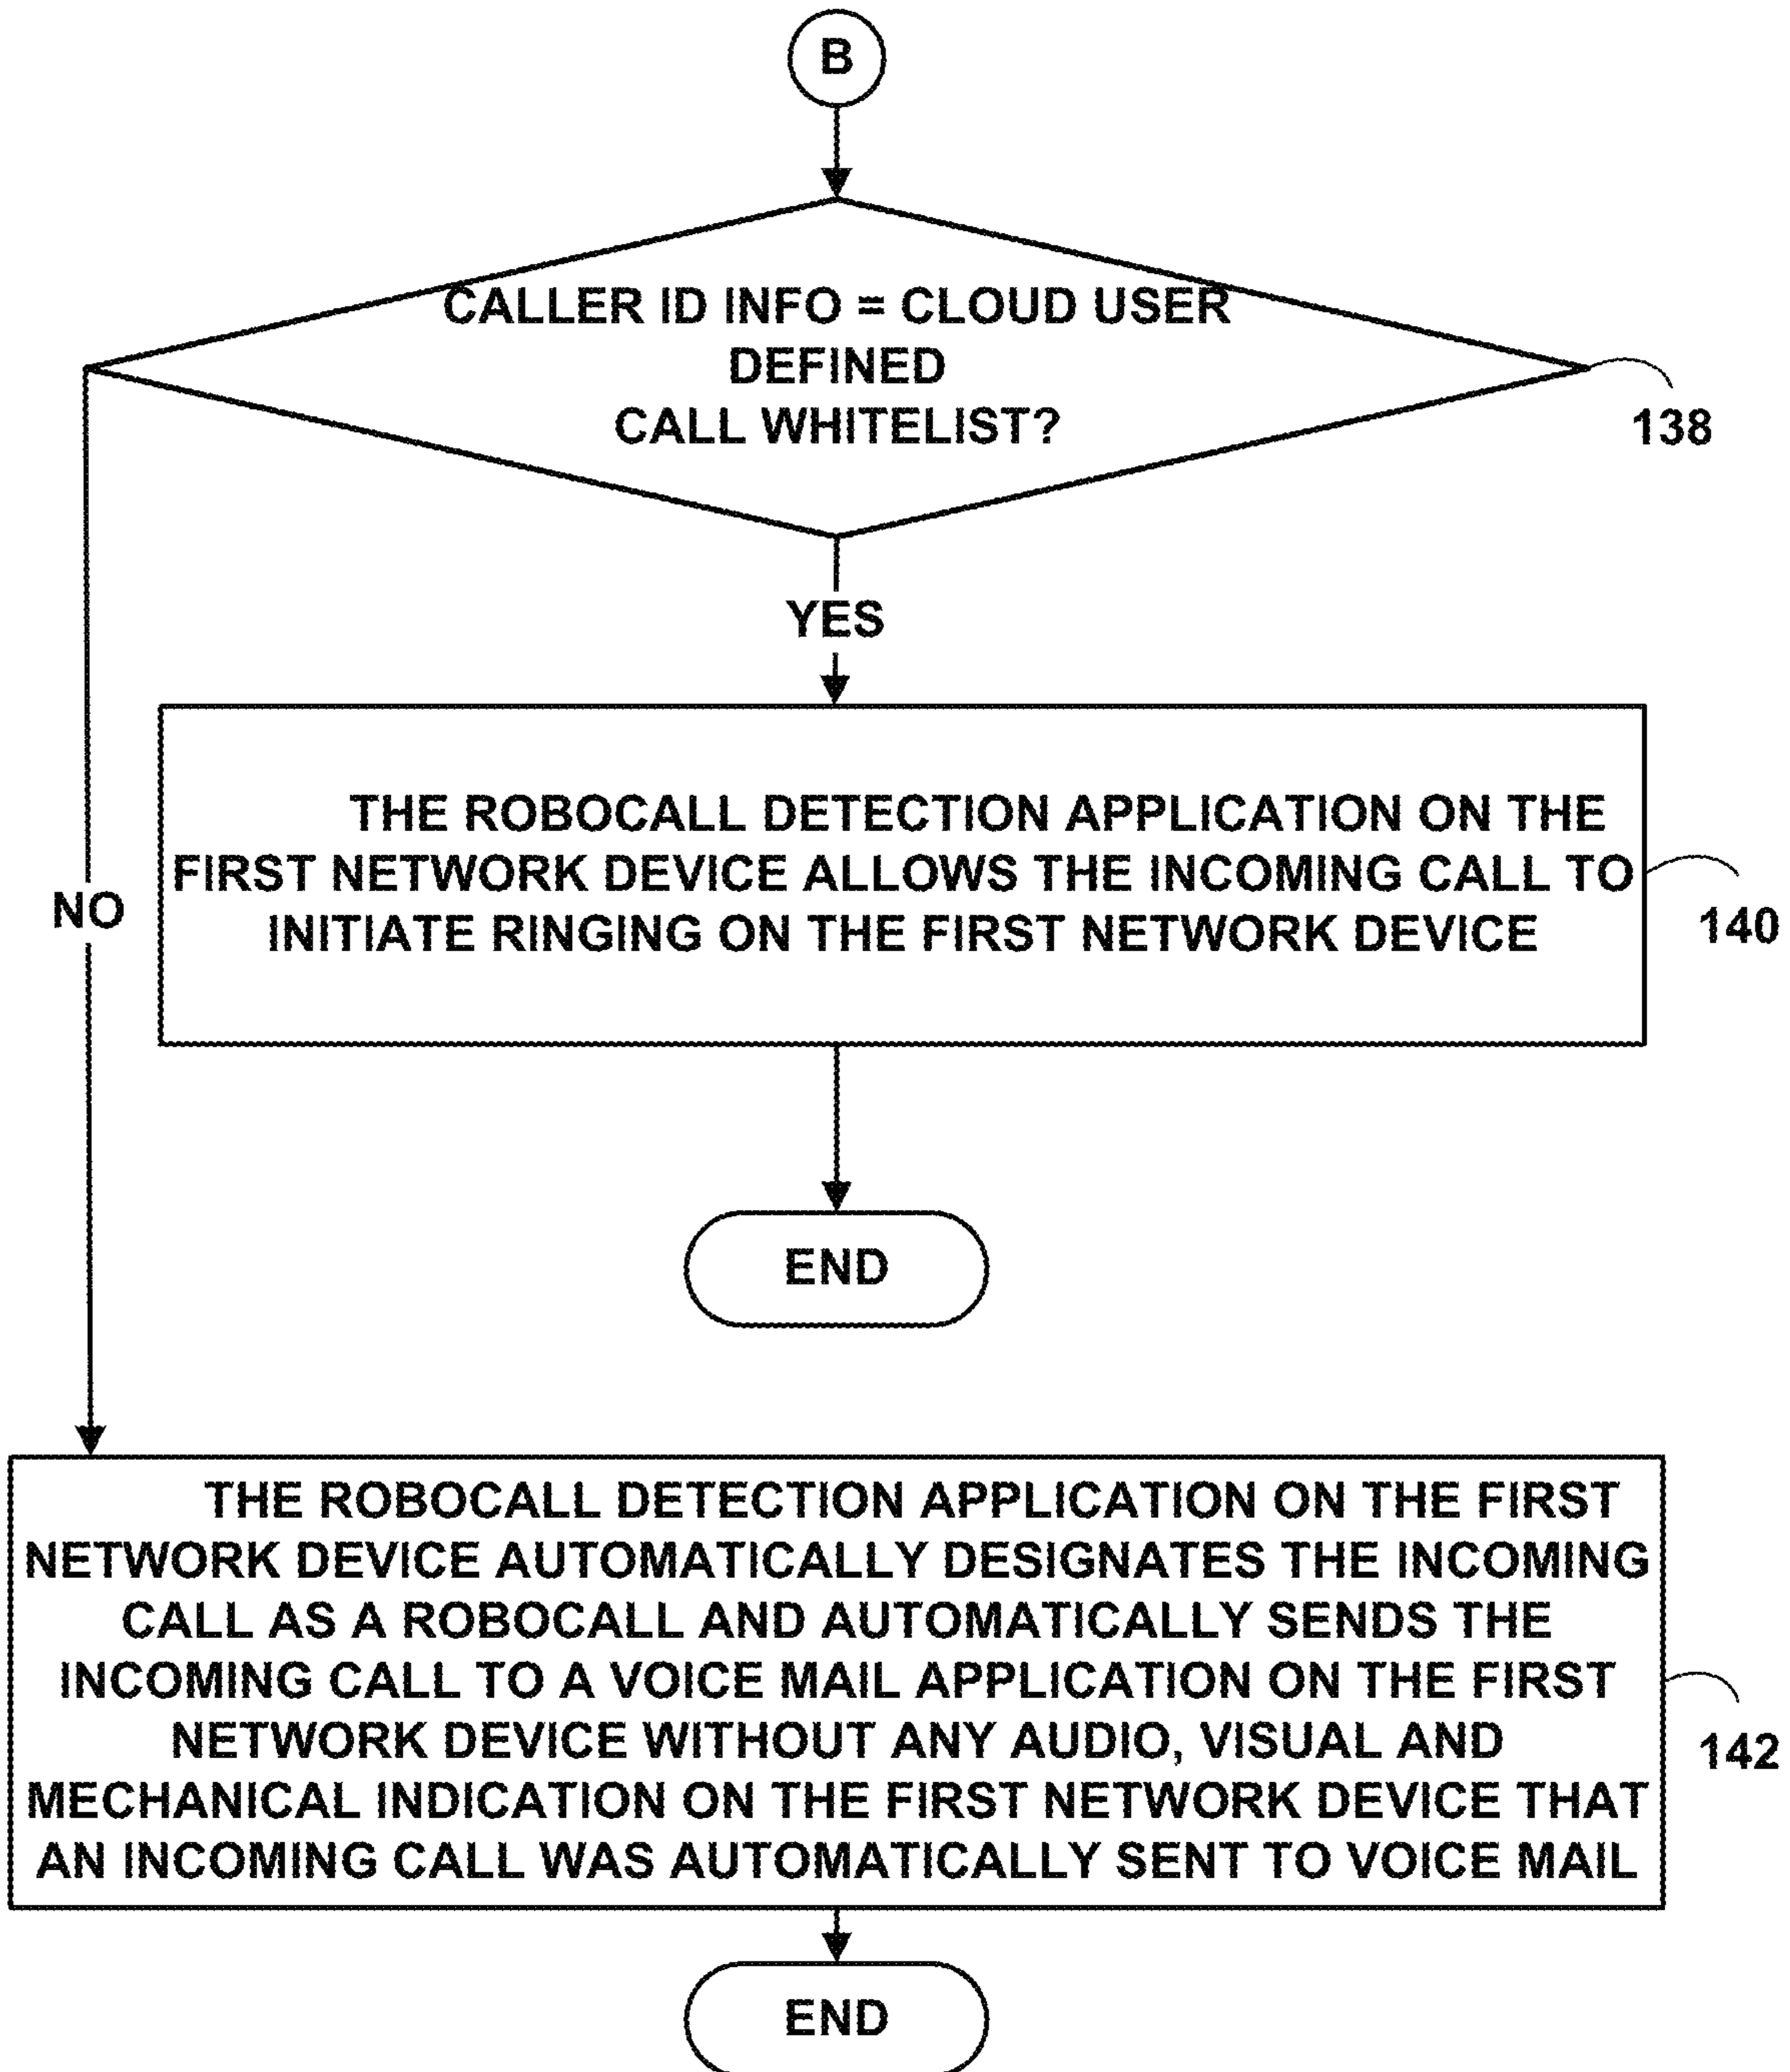 B
CALLER ID INFO = CLOUD USER
DEFINED
CALL WHITELIST?
138
YES
THE ROBOCALL DETECTION APPLICATION ON THE
FIRST NETWORK DEVICE ALLOWS THE INCOMING CALL TO
INITIATE RINGING ON THE FIRST NETWORK DEVICE
140
NO
END
THE ROBOCALL DETECTION APPLICATION ON THE FIRST
NETWORK DEVICE AUTOMATICALLY DESIGNATES THE INCOMING
CALL AS A ROBOCALL AND AUTOMATICALLY SENDS THE
INCOMING CALL TO A VOICE MAIL APPLICATION ON THE FIRST
NETWORK DEVICE WITHOUT ANY AUDIO, VISUAL AND
MECHANICAL INDICATION ON THE FIRST NETWORK DEVICE THAT
AN INCOMING CALL WAS AUTOMATICALLY SENT TO VOICE MAIL
142
END